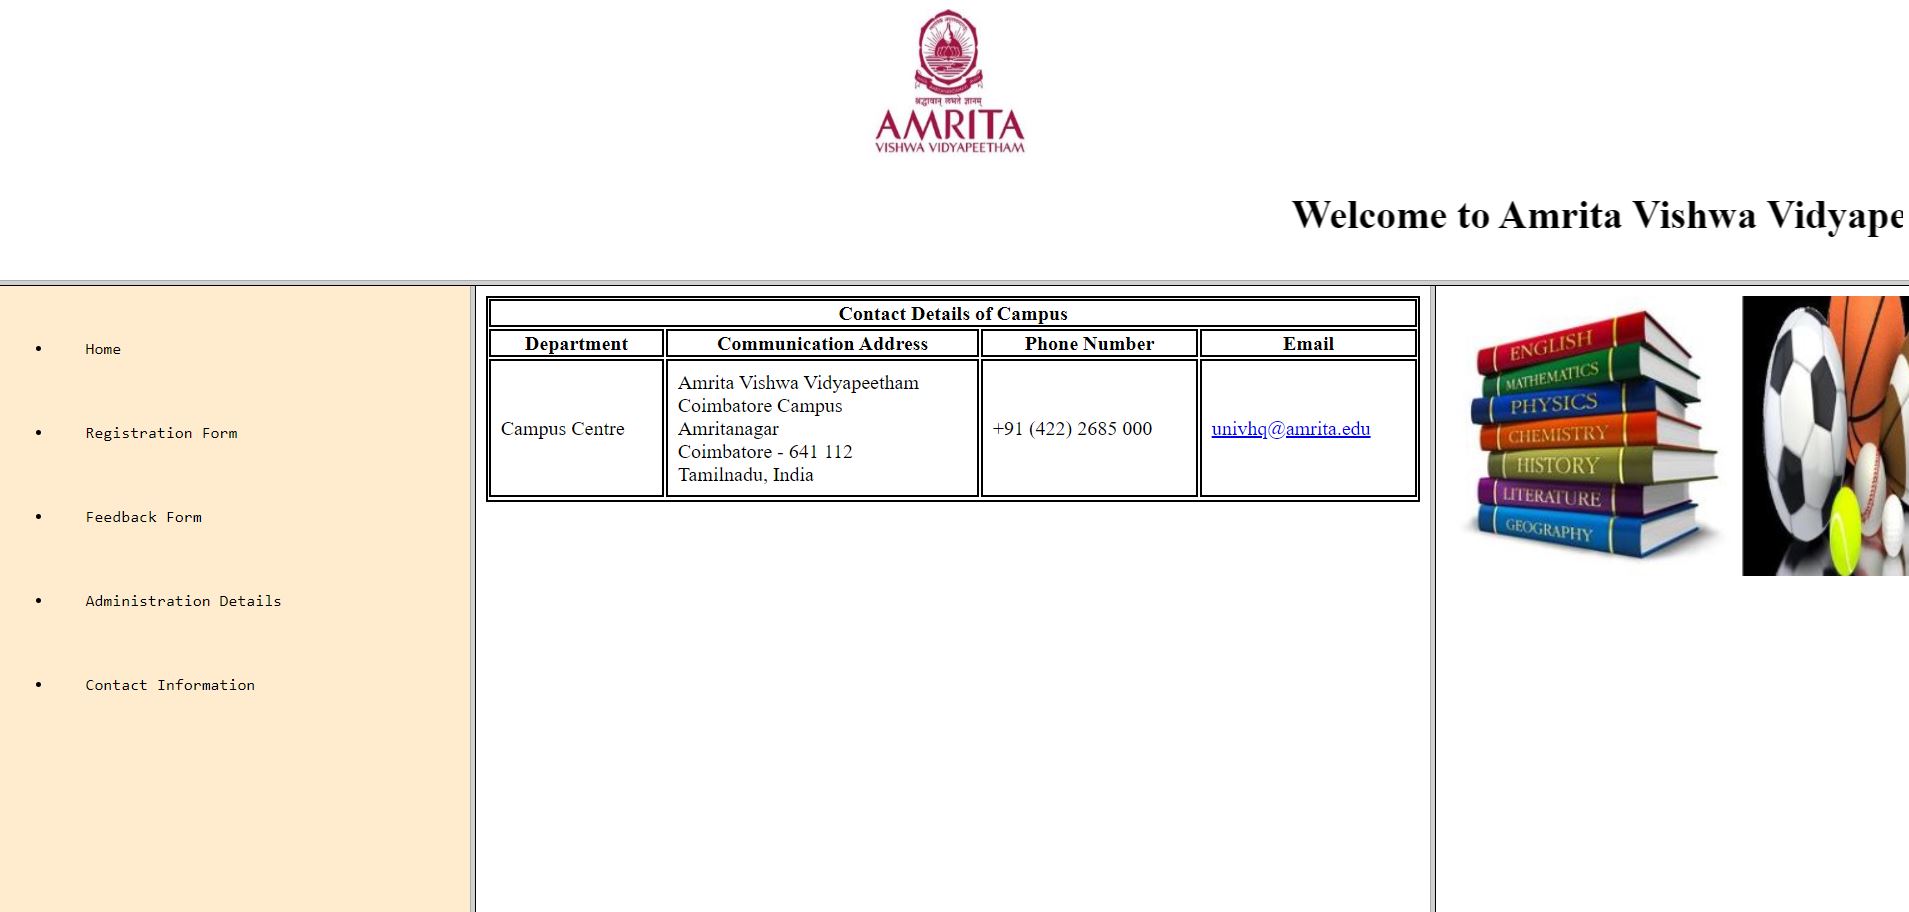 श्रद्धावान् लभते ज्ञानम्
AMRITA
VISHWA VIDYAPEETHAM
Welcome to Amrita Vishwa Vidyape
Home
Registration Form
Feedback Form
Administration Details
Contact Information
Contact Details of Campus
Department Communication Address Phone Number Email
Campus Centre
Amrita Vishwa Vidyapeetham
Coimbatore Campus
Amritanagar
Coimbatore - 641 112
Tamilnadu, India
+91 (422) 2685 000
univhq@amrita.edu
ENGLISH
MATHEMATICS
PHYSICS
CHEMISTRY
HISTORY
LITERATURE
GEOGRAPHY